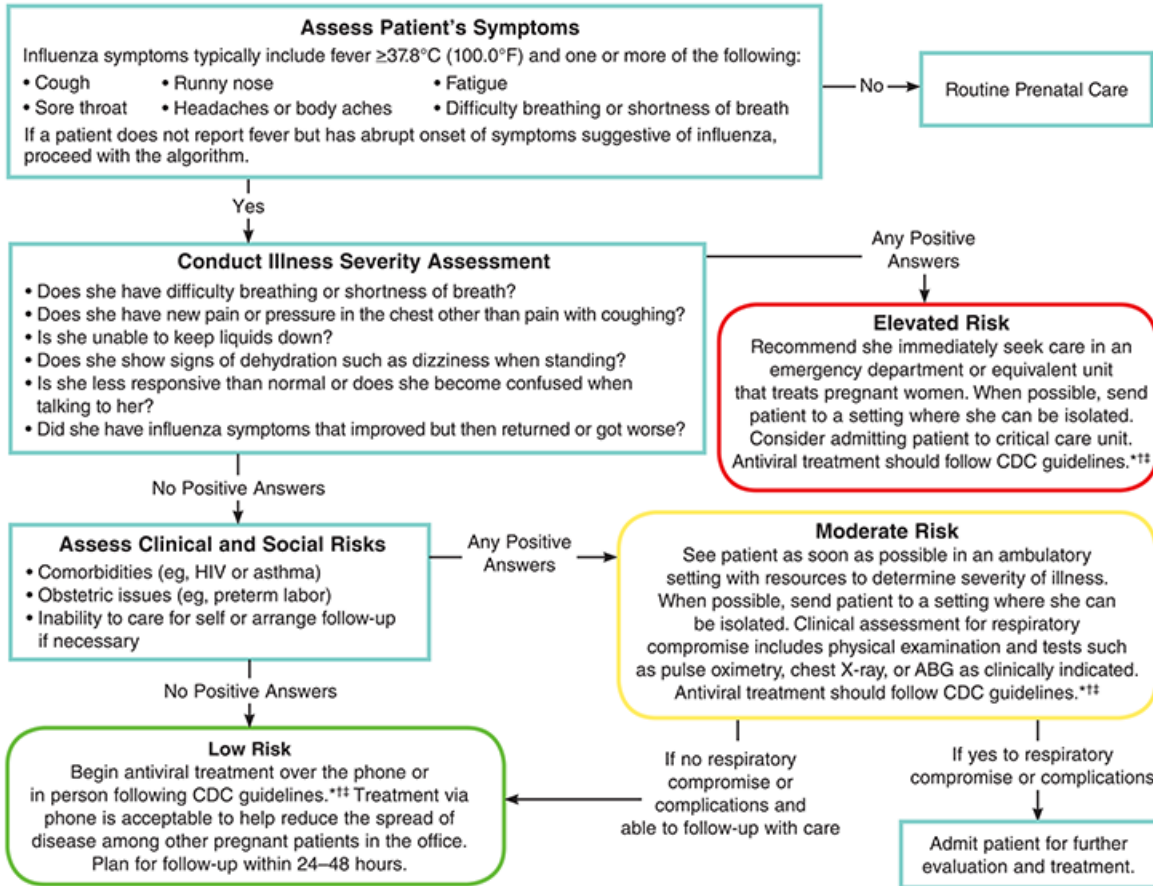 Assess Patient's Symptoms
Influenza symptoms typically include fever ≥37.8°C (100.0°F) and one or more of the following:
• Cough • Runny nose • Fatigue
• Sore throat • Headaches or body aches • Difficulty breathing or shortness of breath
If a patient does not report fever but has abrupt onset of symptoms suggestive of influenza,
proceed with the algorithm.
No
Routine Prenatal Care
Yes
Conduct Illness Severity Assessment
• Does she have difficulty breathing or shortness of breath?
• Does she have new pain or pressure in the chest other than pain with coughing?
• Is she unable to keep liquids down?
• Does she show signs of dehydration such as dizziness when standing?
• Is she less responsive than normal or does she become confused when
talking to her?
• Did she have influenza symptoms that improved but then returned or got worse?
Any Positive
Answers
Elevated Risk
Recommend she immediately seek care in an
emergency department or equivalent unit
that treats pregnant women. When possible, send
patient to a setting where she can be isolated.
Consider admitting patient to critical care unit.
Antiviral treatment should follow CDC guidelines.*†‡
No Positive Answers
Assess Clinical and Social Risks
• Comorbidities (eg, HIV or asthma)
• Obstetric issues (eg, preterm labor)
• Inability to care for self or arrange follow-up
if necessary
Any Positive
Answers
Moderate Risk
See patient as soon as possible in an ambulatory
setting with resources to determine severity of illness.
When possible, send patient to a setting where she can
be isolated. Clinical assessment for respiratory
compromise includes physical examination and tests such
as pulse oximetry, chest X-ray, or ABG as clinically indicated.
Antiviral treatment should follow CDC guidelines.*†‡
No Positive Answers
Low Risk
Begin antiviral treatment over the phone or
in person following CDC guidelines.*†‡ Treatment via
phone is acceptable to help reduce the spread of
disease among other pregnant patients in the office.
Plan for follow-up within 24–48 hours.
If no respiratory
compromise or
complications and
able to follow-up with care
If yes to respiratory
compromise or complications
Admit patient for further
evaluation and treatment.